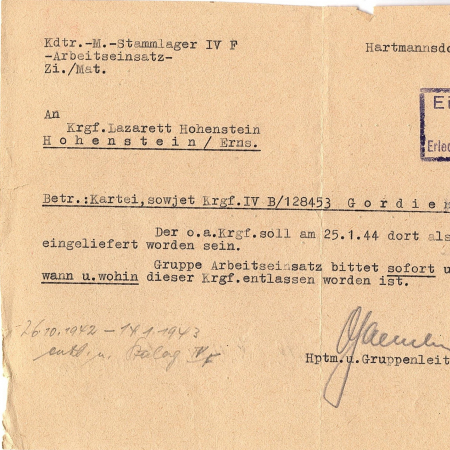 Kdtr.-M.-Stammlager IV F
-Arbeitseinsatz-
Zi./Mat.
Hartmannsdo
An
Krgf.Lazarett Hohenstein
Hohenstein/Erns.
Betr.:Kartei,sowjet Krgf.IV B/128453 Gordie
Der o.a.Krgf.soll am 25.1.44 dort als
eingeliefert worden sein.
Gruppe Arbeitseinsatz bittet sofort u
wann u.wohin dieser Krgf.entlassen worden ist.
26.10.1942 - 14.1.1943
entl. n. Stalag IV F
Hptm.u.Gruppenleit